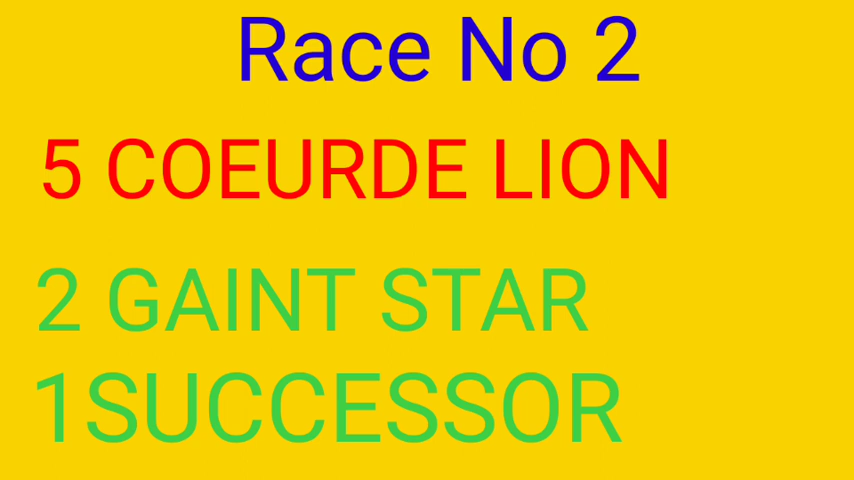 Race No 2
5 COEURDE LION
2 GAINT STAR
1SUCCESSOR